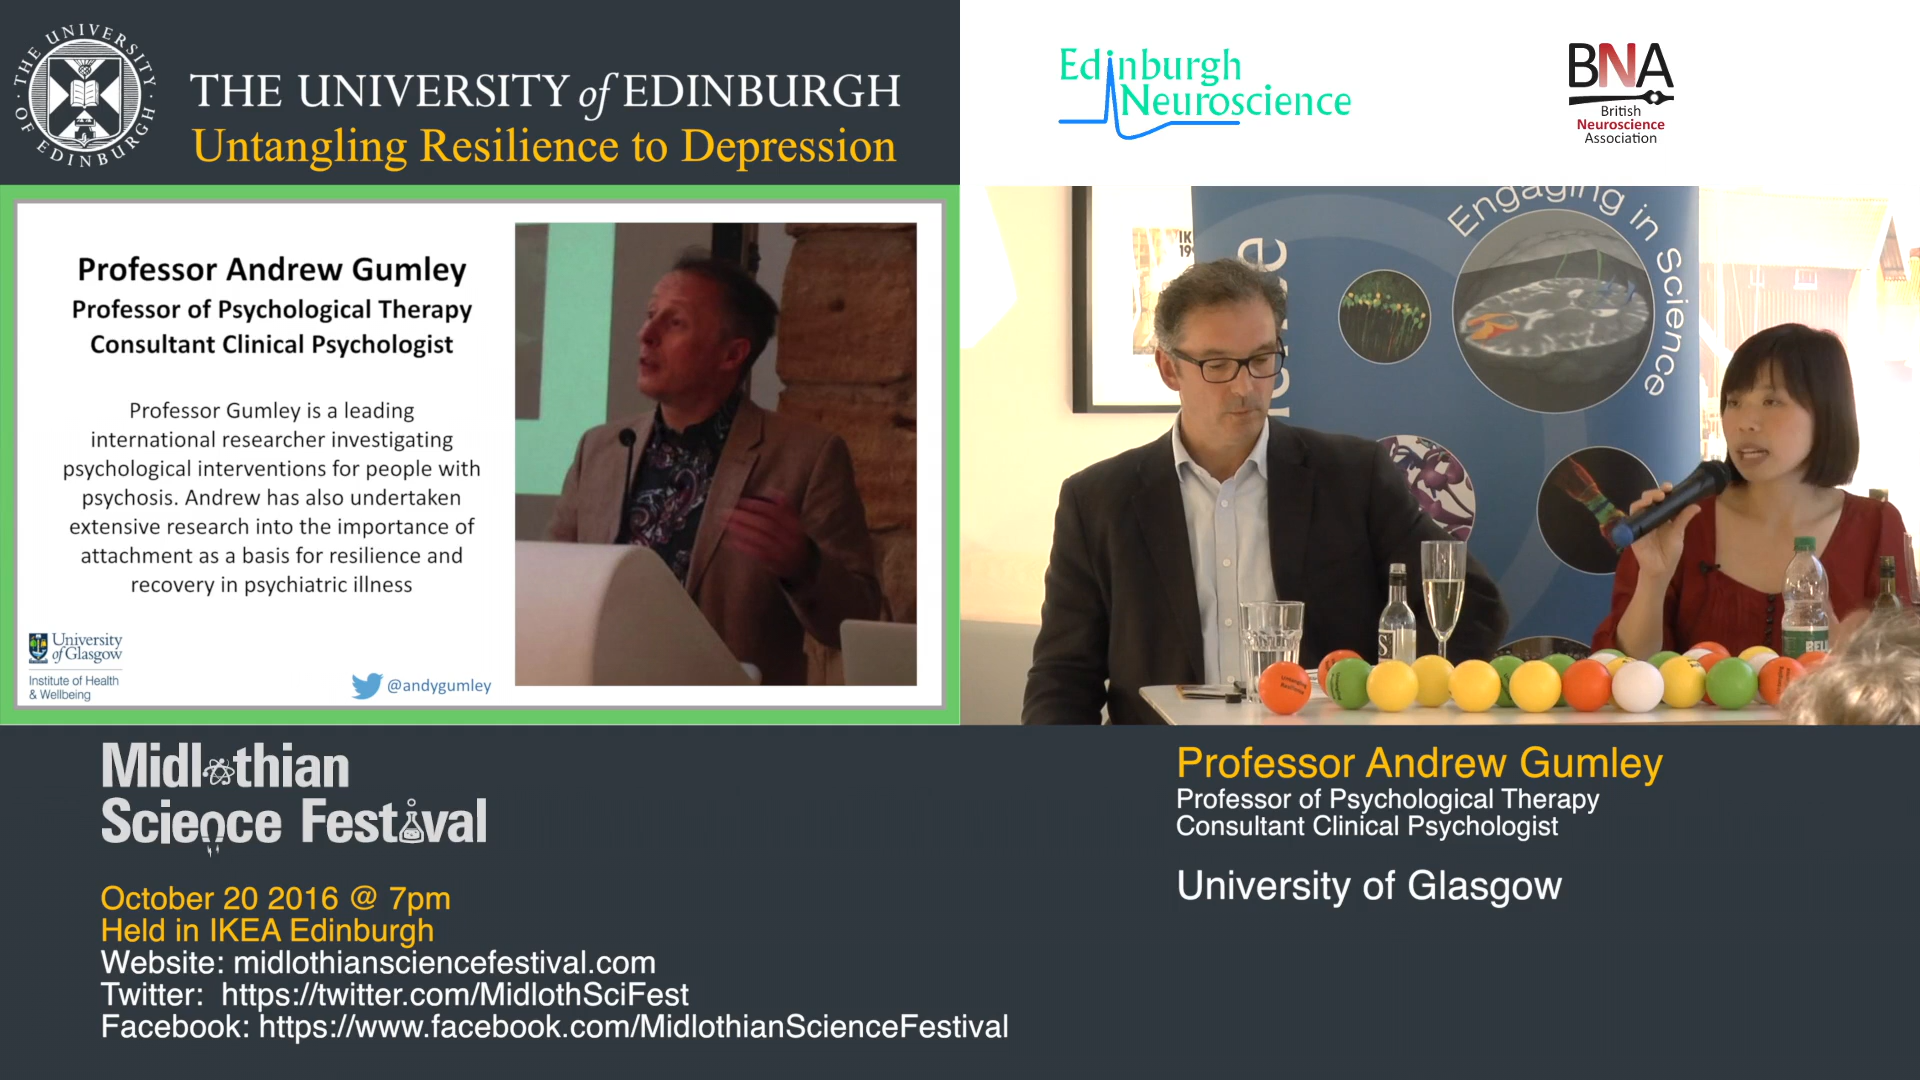 THE UNIVERSITY OF EDINBURGH
THE UNIVERSITY of EDINBURGH
Untangling Resilience to Depression
Edinburgh
Neuroscience
BNA
British
Neuroscience
Association
Professor Andrew Gumley
Professor of Psychological Therapy
Consultant Clinical Psychologist
Professor Gumley is a leading
international researcher investigating
psychological interventions for people with
psychosis. Andrew has also undertaken
extensive research into the importance of
attachment as a basis for resilience and
recovery in psychiatric illness
University
of Glasgow
Institute of Health
& Wellbeing
@andygumley
Engaging in Science
IK
19
Midlothian
Science Festival
October 20 2016 @ 7pm
Held in IKEA Edinburgh
Website: midlothiansciencefestival.com
Twitter: https://twitter.com/MidlothSciFest
Facebook: https://www.facebook.com/MidlothianScienceFestival
Professor Andrew Gumley
Professor of Psychological Therapy
Consultant Clinical Psychologist
University of Glasgow